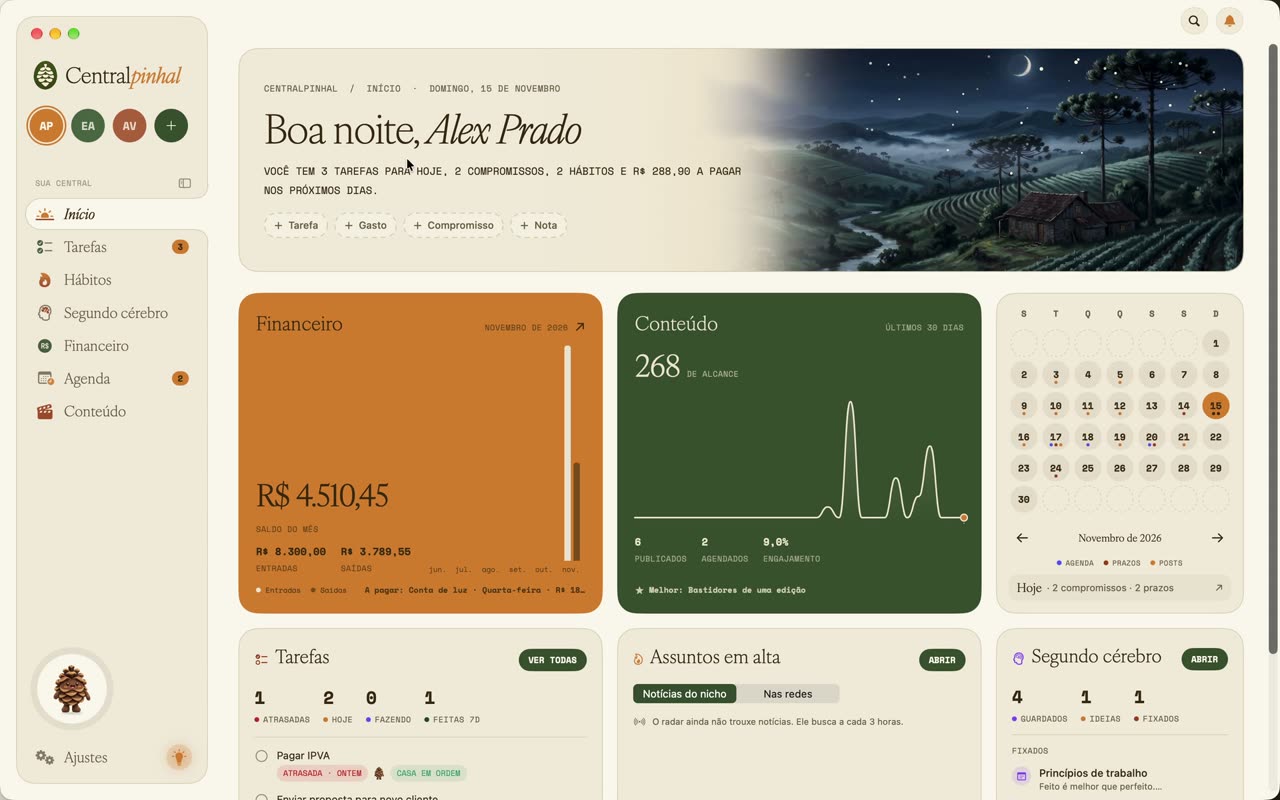 Centralpinhal
AP EA AV +
SUA CENTRAL
Início
Tarefas 3
Hábitos
Segundo cérebro
R$ Financeiro
Agenda 2
Conteúdo
Ajustes
CENTRALPINHAL / INÍCIO · DOMINGO, 15 DE NOVEMBRO
Boa noite, Alex Prado
VOCÊ TEM 3 TAREFAS PARA HOJE, 2 COMPROMISSOS, 2 HÁBITOS E R$ 288,90 A PAGAR
NOS PRÓXIMOS DIAS.
+ Tarefa + Gasto + Compromisso + Nota
Financeiro NOVEMBRO DE 2026
R$ 4.510,45
SALDO DO MÊS
R$ 8.300,00 R$ 3.789,55
ENTRADAS SAÍDAS jun. jul. ago. set. out. nov.
Entradas Saídas A pagar: Conta de luz · Quarta-feira · R$ 18…
Conteúdo ÚLTIMOS 30 DIAS
268 DE ALCANCE
6 2 9,0%
PUBLICADOS AGENDADOS ENGAJAMENTO
Melhor: Bastidores de uma edição
S T Q Q S S D
1
2 3 4 5 6 7 8
9 10 11 12 13 14 15
16 17 18 19 20 21 22
23 24 25 26 27 28 29
30
Novembro de 2026
AGENDA PRAZOS POSTS
Hoje · 2 compromissos · 2 prazos
Tarefas VER TODAS
1 2 0 1
ATRASADAS HOJE FAZENDO FEITAS 7D
Pagar IPVA
ATRASADA · ONTEM CASA EM ORDEM
Enviar proposta para novo cliente
Assuntos em alta ABRIR
Notícias do nicho Nas redes
O radar ainda não trouxe notícias. Ele busca a cada 3 horas.
Segundo cérebro ABRIR
4 1 1
GUARDADOS IDEIAS FIXADOS
FIXADOS
Princípios de trabalho
Feito é melhor que perfeito....